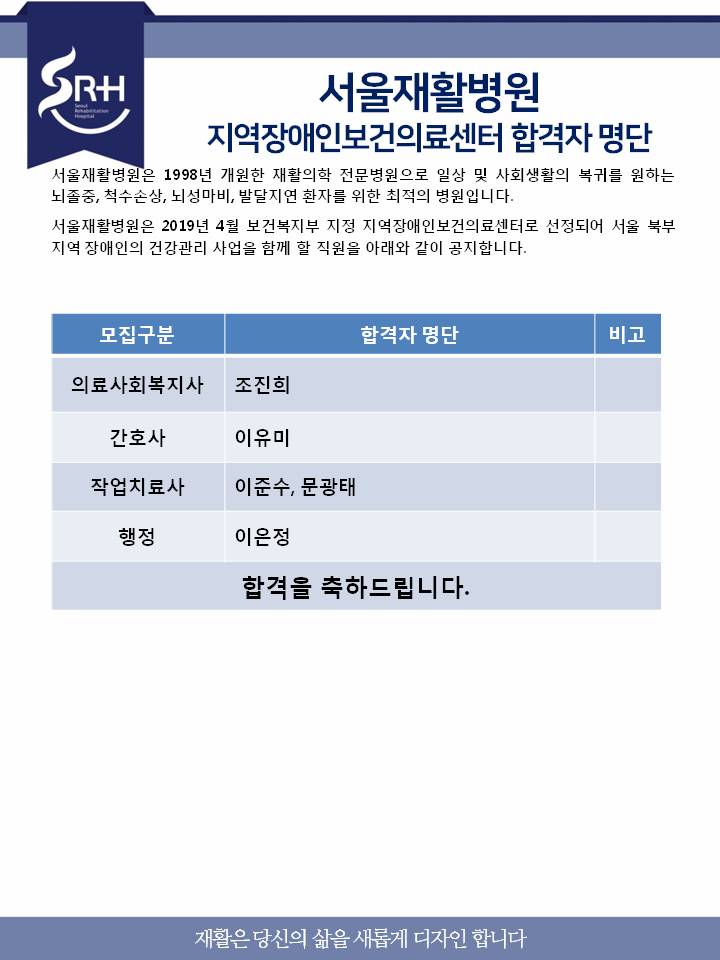 SRH
Seoul
Rehabilitation
Hospital
서울재활병원
지역장애인보건의료센터 합격자 명단
서울재활병원은 1998년 개원한 재활의학 전문병원으로 일상 및 사회생활의 복귀를 원하는
뇌졸중, 척수손상, 뇌성마비, 발달지연 환자를 위한 최적의 병원입니다.
서울재활병원은 2019년 4월 보건복지부 지정 지역장애인보건의료센터로 선정되어 서울 북부
지역 장애인의 건강관리 사업을 함께 할 직원을 아래와 같이 공지합니다.
모집구분 합격자 명단 비고
의료사회복지사 조진희
간호사 이유미
작업치료사 이준수, 문광태
행정 이은정
합격을 축하드립니다.
재활은 당신의 삶을 새롭게 디자인 합니다